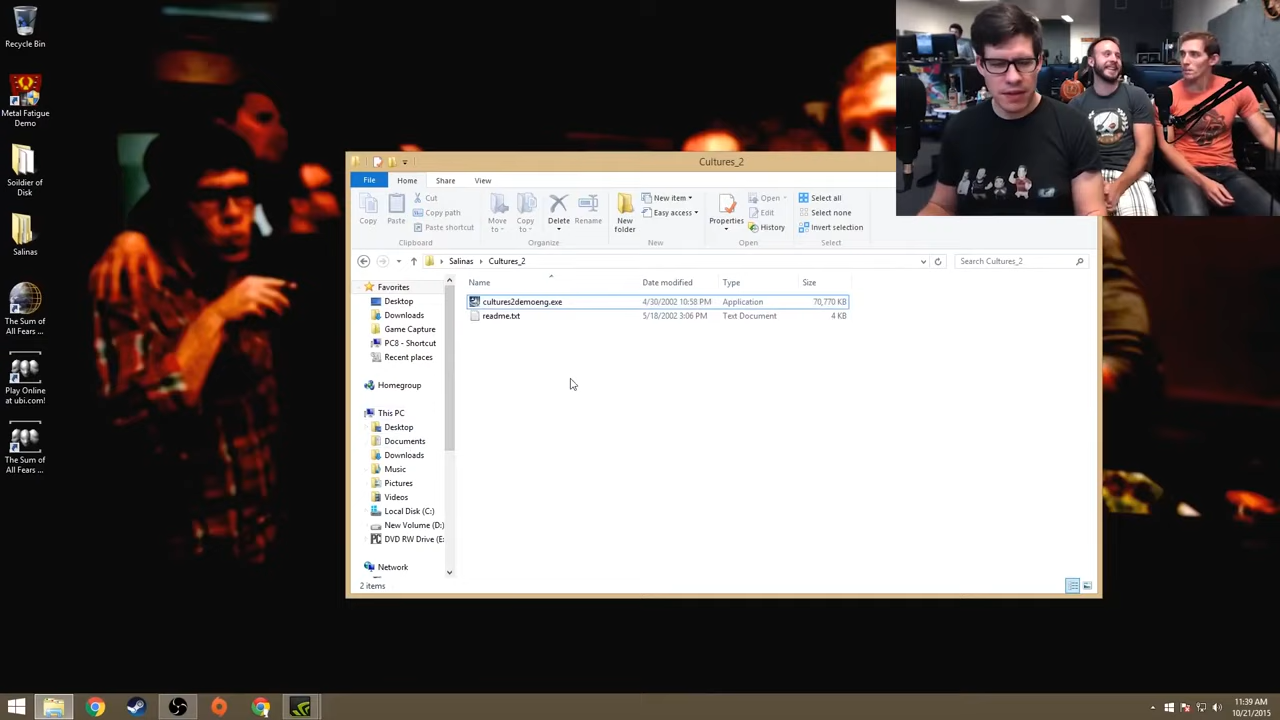 Recycle Bin
Metal Fatigue
Demo
Soildier of
Disk
Salinas
The Sum of
All Fears ...
Play Online
at ubi.com!
The Sum of
All Fears ...
Cultures_2
File
Home
Share
View
Copy
Paste
Cut
Copy path
Paste shortcut
Clipboard
Move
to
Copy
to
Delete
Rename
Organize
New
folder
New item
Easy access
New
Properties
Open
Edit
History
Open
Select all
Select none
Invert selection
Select
Salinas
Cultures_2
Search Cultures_2
Favorites
Desktop
Downloads
Game Capture
PC8 - Shortcut
Recent places
Homegroup
This PC
Desktop
Documents
Downloads
Music
Pictures
Videos
Local Disk (C:)
New Volume (D:)
DVD RW Drive (E:
Network
Name
Date modified
Type
Size
cultures2demoeng.exe
4/30/2002 10:58 PM
Application
70,770 KB
readme.txt
5/18/2002 3:06 PM
Text Document
4 KB
2 items
11:39 AM
10/21/2015